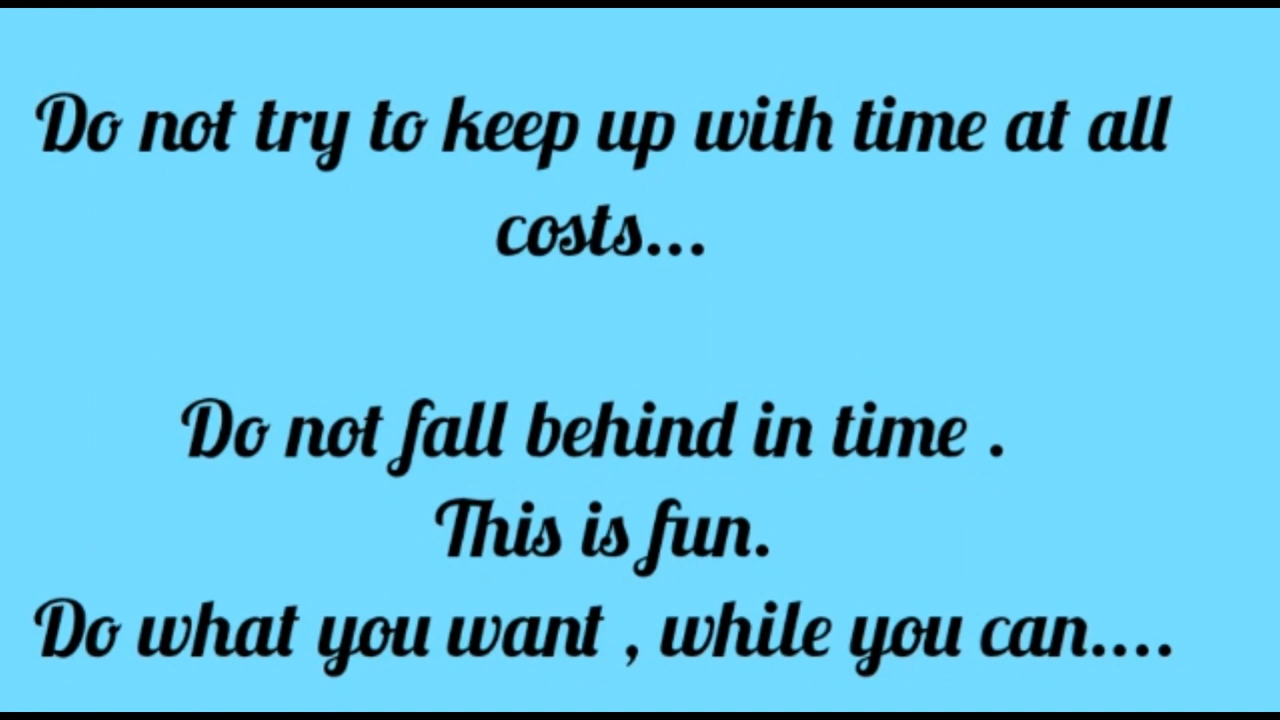 Do not try to keep up with time at all
costs...
Do not fall behind in time .
This is fun.
Do what you want , while you can....